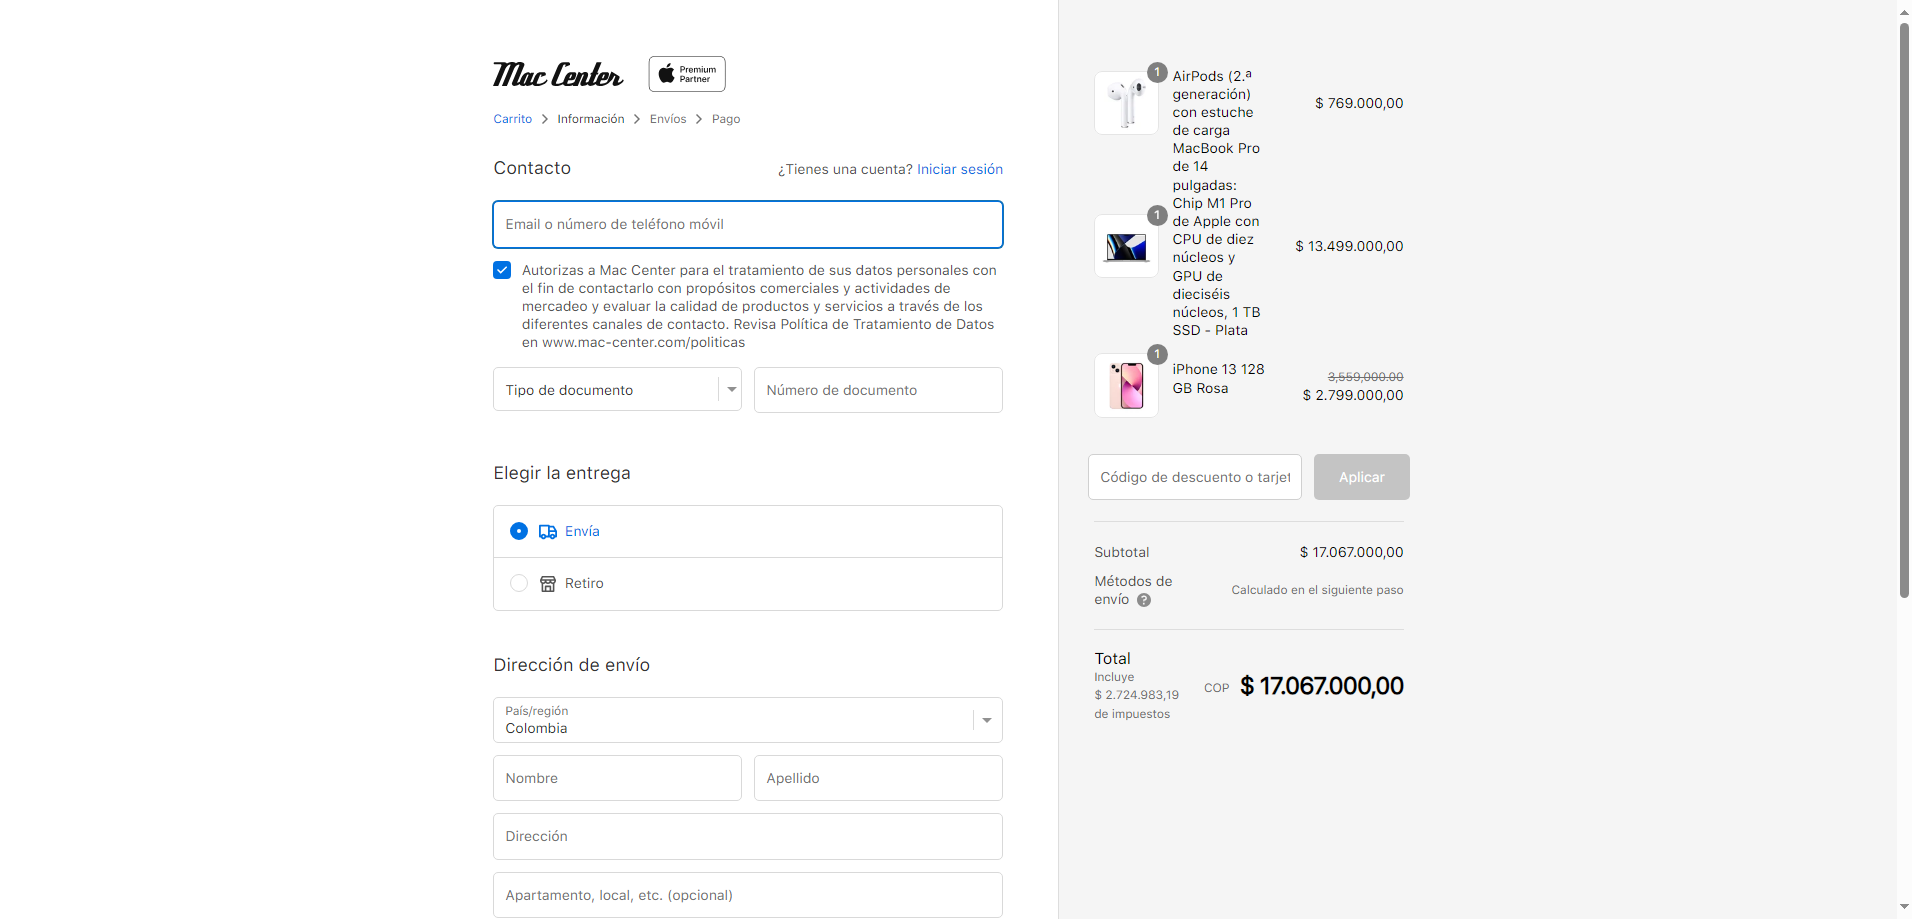 Mac Center
Premium
Partner
Carrito > Información > Envíos > Pago
Contacto
¿Tienes una cuenta? Iniciar sesión
Email o número de teléfono móvil
Autorizas a Mac Center para el tratamiento de sus datos personales con
el fin de contactarlo con propósitos comerciales y actividades de
mercadeo y evaluar la calidad de productos y servicios a través de los
diferentes canales de contacto. Revisa Política de Tratamiento de Datos
en www.mac-center.com/politicas
Tipo de documento
Número de documento
Elegir la entrega
Envía
Retiro
Dirección de envío
País/región
Colombia
Nombre
Apellido
Dirección
Apartamento, local, etc. (opcional)
1
AirPods (2.ª
generación)
con estuche
de carga
$ 769.000,00
1
MacBook Pro
de 14
pulgadas:
Chip M1 Pro
de Apple con
CPU de diez
núcleos y
GPU de
dieciséis
núcleos, 1 TB
SSD - Plata
$ 13.499.000,00
1
iPhone 13 128
GB Rosa
3,559,000.00
$ 2.799.000,00
Código de descuento o tarjet
Aplicar
Subtotal
$ 17.067.000,00
Métodos de
envío ?
Calculado en el siguiente paso
Total
Incluye
$ 2.724.983,19
de impuestos
COP $ 17.067.000,00